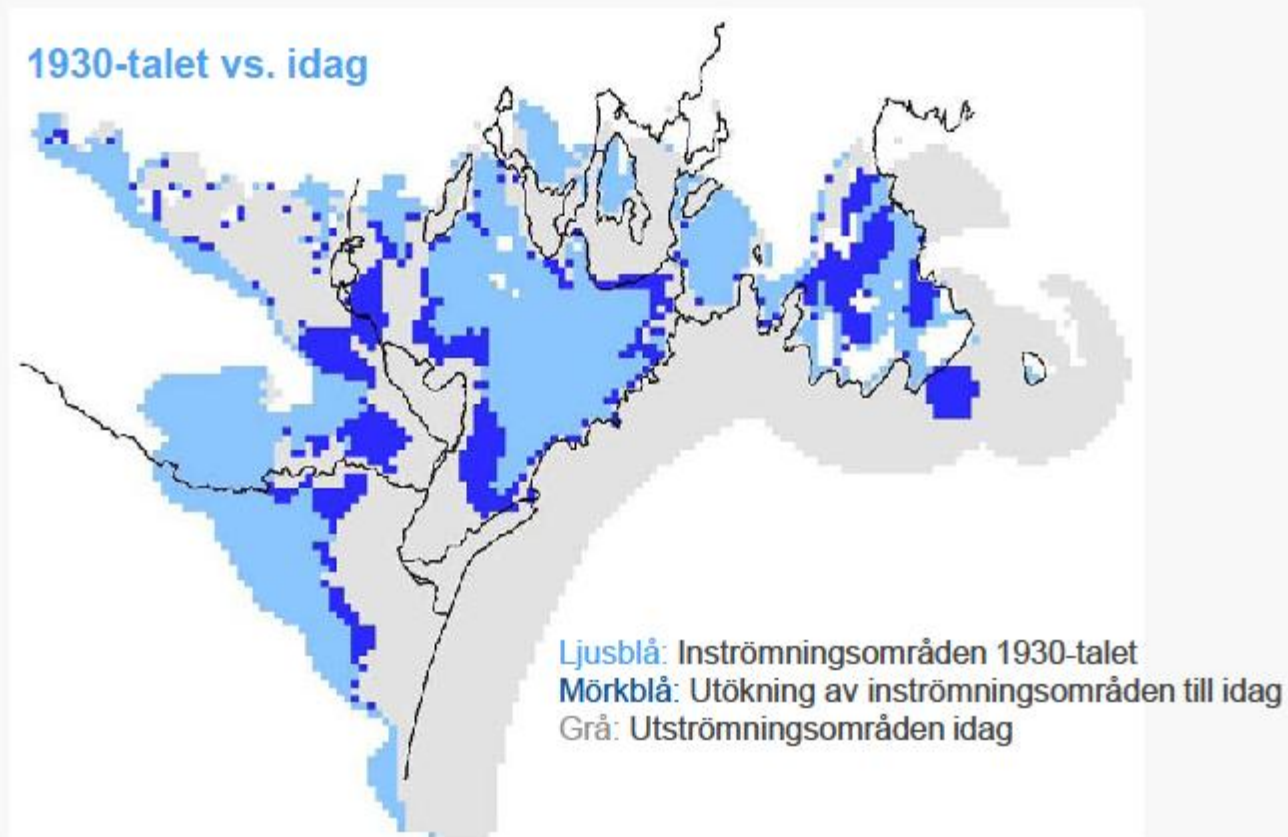 1930-talet vs. idag
Ljusblå: Inströmningsområden 1930-talet
Mörkblå: Utökning av inströmningsområden till idag
Grå: Utströmningsområden idag